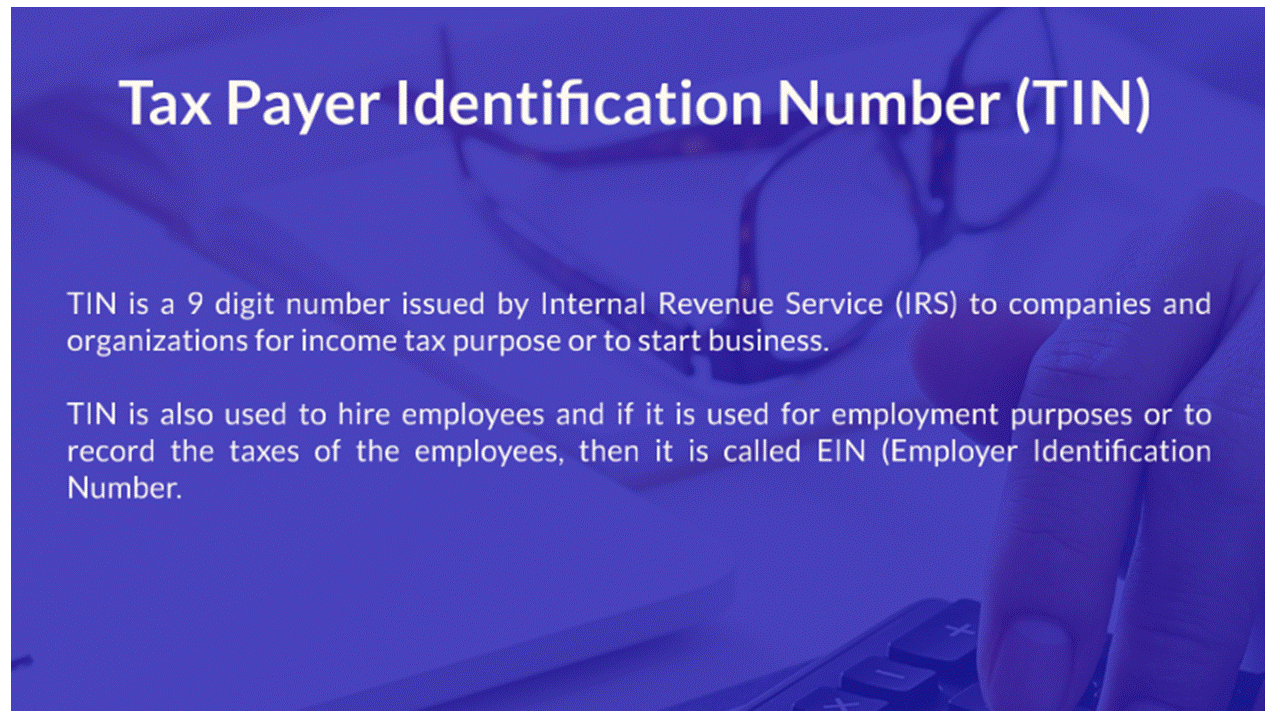 Tax Payer Identification Number (TIN)
TIN is a 9 digit number issued by Internal Revenue Service (IRS) to companies and
organizations for income tax purpose or to start business.
TIN is also used to hire employees and if it is used for employment purposes or to
record the taxes of the employees, then it is called EIN (Employer Identification
Number.